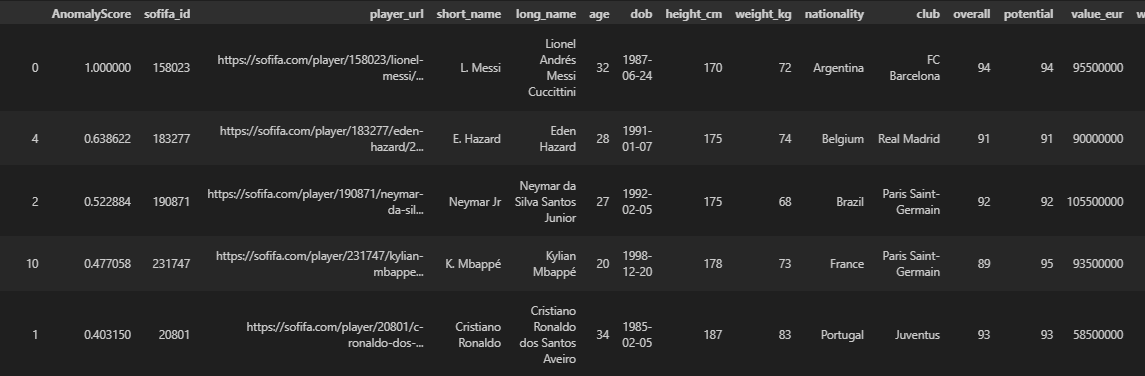 AnomalyScore sofifa_id player_url short_name long_name age dob height_cm weight_kg nationality club overall potential value_eur w
0 1.000000 158023 https://sofifa.com/player/158023/lionel-messi/... L. Messi Lionel Andrés Messi Cuccittini 32 1987-06-24 170 72 Argentina FC Barcelona 94 94 95500000
4 0.638622 183277 https://sofifa.com/player/183277/eden-hazard/2... E. Hazard Eden Hazard 28 1991-01-07 175 74 Belgium Real Madrid 91 91 90000000
2 0.522884 190871 https://sofifa.com/player/190871/neymar-da-sil... Neymar Jr Neymar da Silva Santos Junior 27 1992-02-05 175 68 Brazil Paris Saint-Germain 92 92 105500000
10 0.477058 231747 https://sofifa.com/player/231747/kylian-mbappe... K. Mbappé Kylian Mbappé 20 1998-12-20 178 73 France Paris Saint-Germain 89 95 93500000
1 0.403150 20801 https://sofifa.com/player/20801/c-ronaldo-dos-... Cristiano Ronaldo Cristiano Ronaldo dos Santos Aveiro 34 1985-02-05 187 83 Portugal Juventus 93 93 58500000